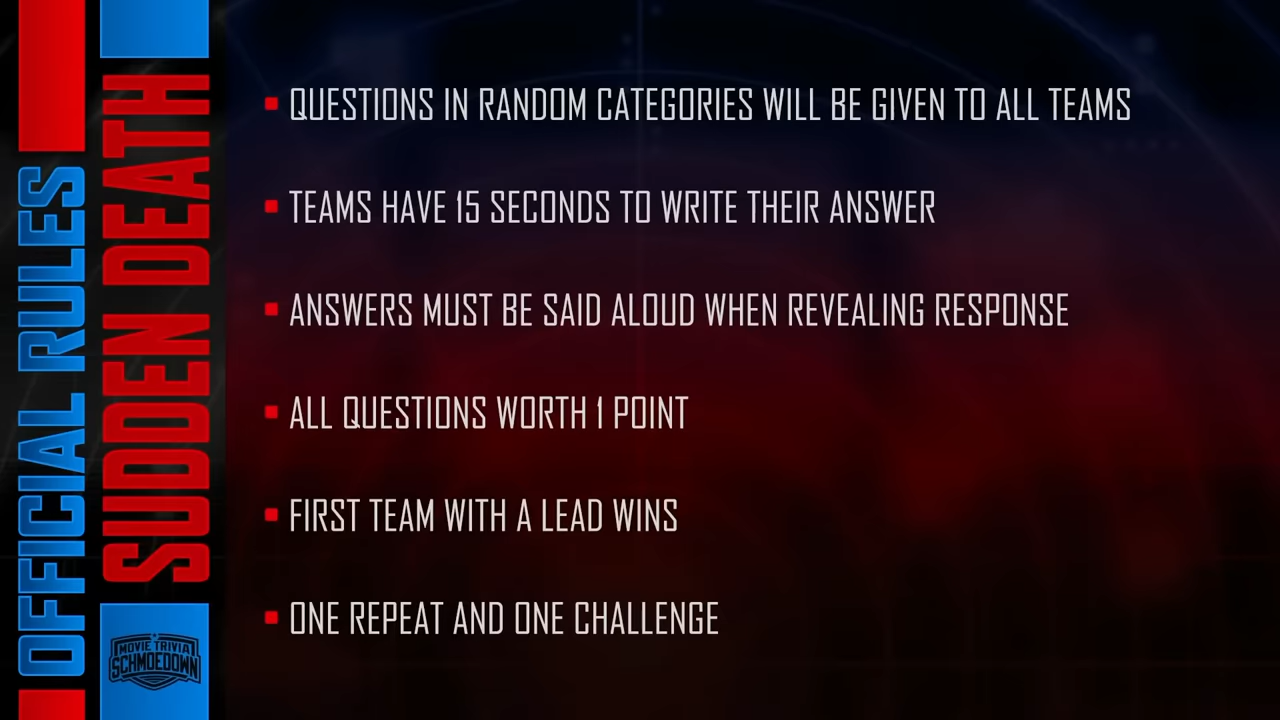 OFFICIAL RULES
SUDDEN DEATH
MOVIE TRIVIA
SCHMOEDOWN
QUESTIONS IN RANDOM CATEGORIES WILL BE GIVEN TO ALL TEAMS
TEAMS HAVE 15 SECONDS TO WRITE THEIR ANSWER
ANSWERS MUST BE SAID ALOUD WHEN REVEALING RESPONSE
ALL QUESTIONS WORTH 1 POINT
FIRST TEAM WITH A LEAD WINS
ONE REPEAT AND ONE CHALLENGE